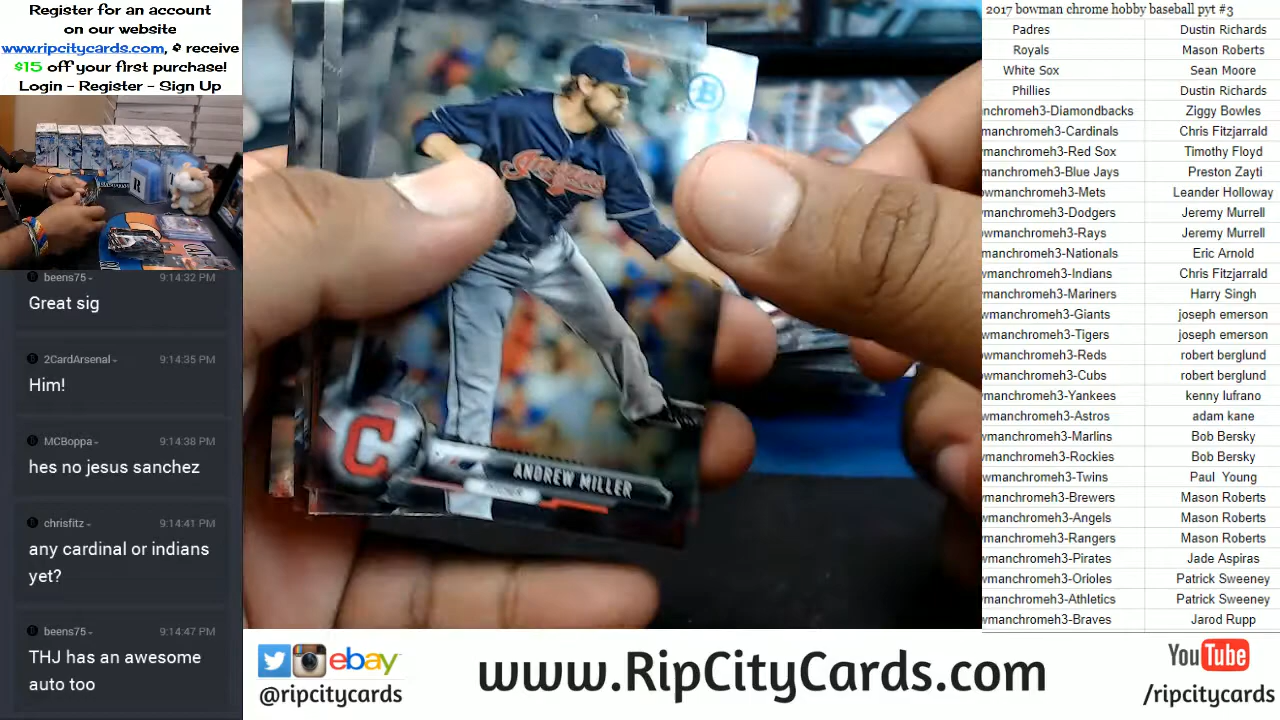 Register for an account
on our website
www.ripcitycards.com, & receive
$15 off your first purchase!
Login - Register - Sign Up
beens75 9:14:32 PM
Great sig
2CardArsenal 9:14:35 PM
Him!
MCBoppa 9:14:38 PM
hes no jesus sanchez
chrisfitz 9:14:41 PM
any cardinal or indians
yet?
beens75 9:14:47 PM
THJ has an awesome
auto too
B
Indians
C
ANDREW MILLER
2017 bowman chrome hobby baseball pyt #3
Padres Dustin Richards
Royals Mason Roberts
White Sox Sean Moore
Phillies Dustin Richards
nchromeh3-Diamondbacks Ziggy Bowles
manchromeh3-Cardinals Chris Fitzjarrald
manchromeh3-Red Sox Timothy Floyd
wmanchromeh3-Blue Jays Preston Zayti
owmanchromeh3-Mets Leander Holloway
wmanchromeh3-Dodgers Jeremy Murrell
owmanchromeh3-Rays Jeremy Murrell
manchromeh3-Nationals Eric Arnold
wmanchromeh3-Indians Chris Fitzjarrald
manchromeh3-Mariners Harry Singh
wmanchromeh3-Giants joseph emerson
wmanchromeh3-Tigers joseph emerson
owmanchromeh3-Reds robert berglund
owmanchromeh3-Cubs robert berglund
manchromeh3-Yankees kenny lufrano
wmanchromeh3-Astros adam kane
wmanchromeh3-Marlins Bob Bersky
manchromeh3-Rockies Bob Bersky
wmanchromeh3-Twins Paul Young
manchromeh3-Brewers Mason Roberts
wmanchromeh3-Angels Mason Roberts
manchromeh3-Rangers Mason Roberts
wmanchromeh3-Pirates Jade Aspiras
wmanchromeh3-Orioles Patrick Sweeney
manchromeh3-Athletics Patrick Sweeney
wmanchromeh3-Braves Jarod Rupp
ebay
@ripcitycards
www.RipCityCards.com
YouTube
/ripcitycards